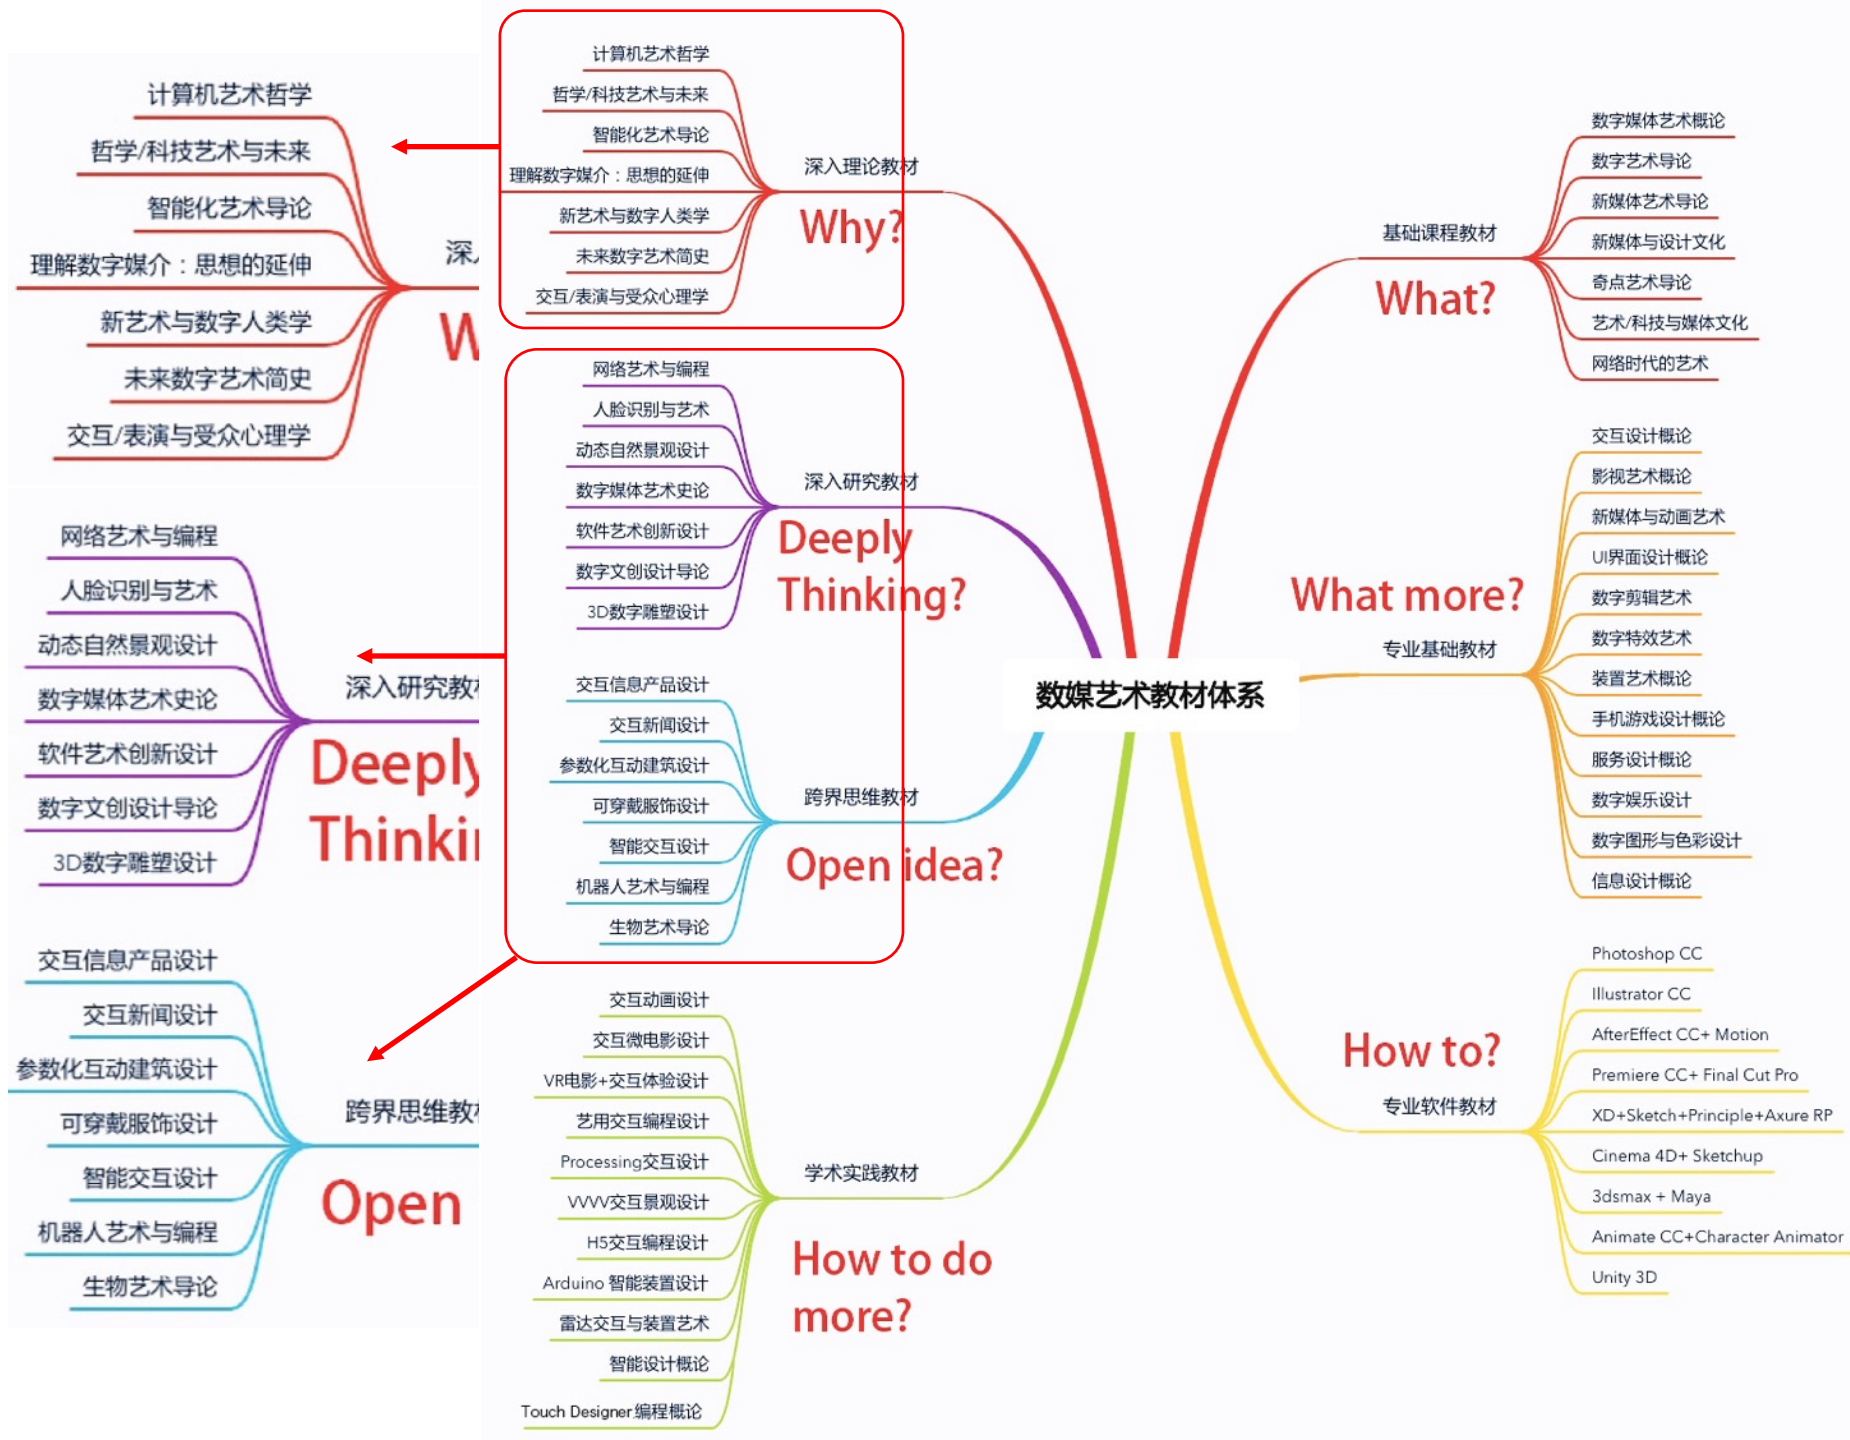 计算机艺术哲学
哲学/科技艺术与未来
智能化艺术导论
理解数字媒介：思想的延伸
新艺术与数字人类学
未来数字艺术简史
交互/表演与受众心理学
深
W
网络艺术与编程
人脸识别与艺术
动态自然景观设计
数字媒体艺术史论
软件艺术创新设计
数字文创设计导论
3D数字雕塑设计
深入研究教材
Deeply
Thinki
交互信息产品设计
交互新闻设计
参数化互动建筑设计
可穿戴服饰设计
智能交互设计
机器人艺术与编程
生物艺术导论
跨界思维教材
Open
计算机艺术哲学
哲学/科技艺术与未来
智能化艺术导论
理解数字媒介：思想的延伸
新艺术与数字人类学
未来数字艺术简史
交互/表演与受众心理学
深入理论教材
Why?
网络艺术与编程
人脸识别与艺术
动态自然景观设计
数字媒体艺术史论
软件艺术创新设计
数字文创设计导论
3D数字雕塑设计
深入研究教材
Deeply
Thinking?
交互信息产品设计
交互新闻设计
参数化互动建筑设计
可穿戴服饰设计
智能交互设计
机器人艺术与编程
生物艺术导论
跨界思维教材
Open idea?
交互动画设计
交互微电影设计
VR电影+交互体验设计
艺用交互编程设计
Processing交互设计
VVVV交互景观设计
H5交互编程设计
Arduino 智能装置设计
雷达交互与装置艺术
智能设计概论
Touch Designer编程概论
学术实践教材
How to do
more?
数媒艺术教材体系
基础课程教材
What?
数字媒体艺术概论
数字艺术导论
新媒体艺术导论
新媒体与设计文化
奇点艺术导论
艺术/科技与媒体文化
网络时代的艺术
What more?
专业基础教材
交互设计概论
影视艺术概论
新媒体与动画艺术
UI界面设计概论
数字剪辑艺术
数字特效艺术
装置艺术概论
手机游戏设计概论
服务设计概论
数字娱乐设计
数字图形与色彩设计
信息设计概论
How to?
专业软件教材
Photoshop CC
Illustrator CC
AfterEffect CC+ Motion
Premiere CC+ Final Cut Pro
XD+Sketch+Principle+Axure RP
Cinema 4D+ Sketchup
3dsmax + Maya
Animate CC+Character Animator
Unity 3D